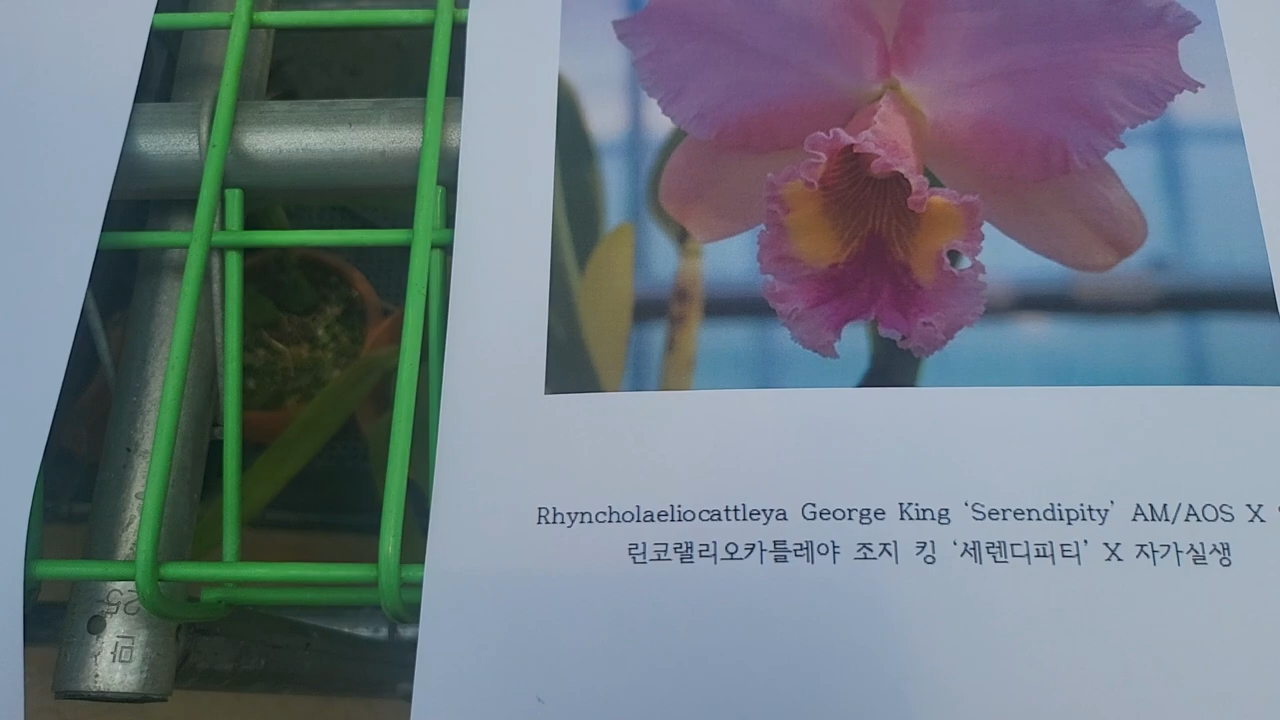 Rhyncholaeliocattleya George King ‘Serendipity’ AM/AOS X
린코랠리오카틀레야 조지 킹 ‘세렌디피티’ X 자가실생
25